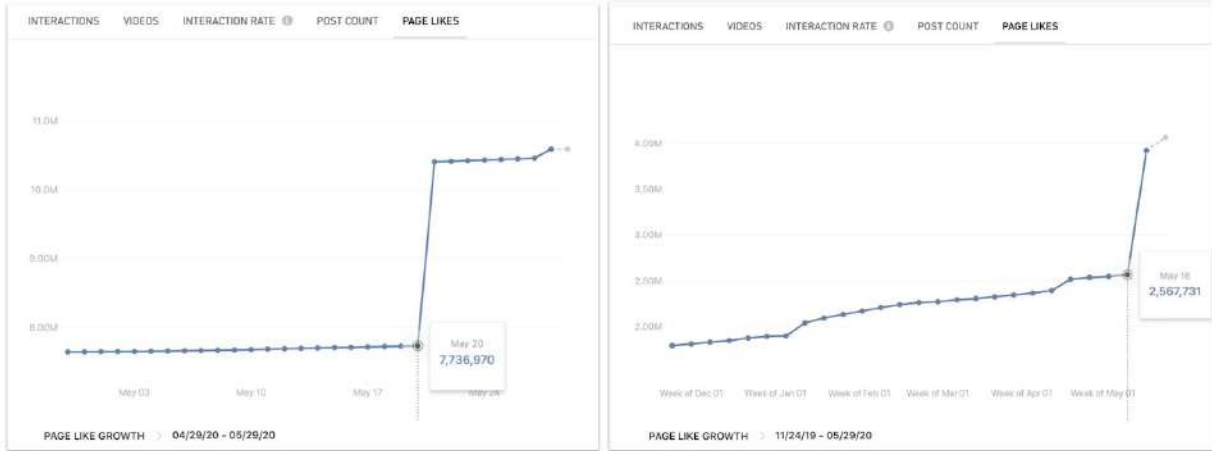 INTERACTIONS VIDEOS INTERACTION RATE POST COUNT PAGE LIKES
11.0M
10.0M
9.00M
8.00M
May 20
7,736,970
May 03 May 10 May 17 May 24
PAGE LIKE GROWTH > 04/29/20 - 05/29/20
INTERACTIONS VIDEOS INTERACTION RATE POST COUNT PAGE LIKES
4.00M
3.50M
3.00M
2.50M
2.00M
May 18
2,567,731
Week of Dec 01 Week of Jan 01 Week of Feb 01 Week of Mar 01 Week of Apr 01 Week of May 01
PAGE LIKE GROWTH > 11/24/19 - 05/29/20